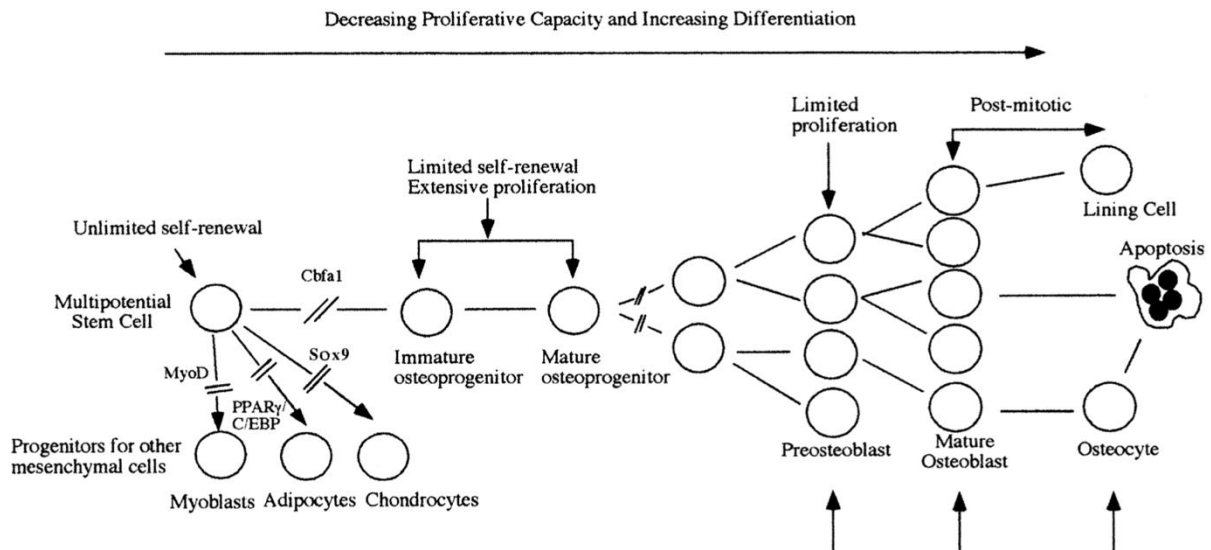 Decreasing Proliferative Capacity and Increasing Differentiation
Limited
proliferation
Post-mitotic
Limited self-renewal
Extensive proliferation
Unlimited self-renewal
Lining Cell
Apoptosis
Cbfa1
Multipotential
Stem Cell
Immature
osteoprogenitor
Mature
osteoprogenitor
MyoD
Sox9
PPARγ/
C/EBP
Preosteoblast
Mature
Osteoblast
Osteocyte
Progenitors for other
mesenchymal cells
Myoblasts
Adipocytes
Chondrocytes